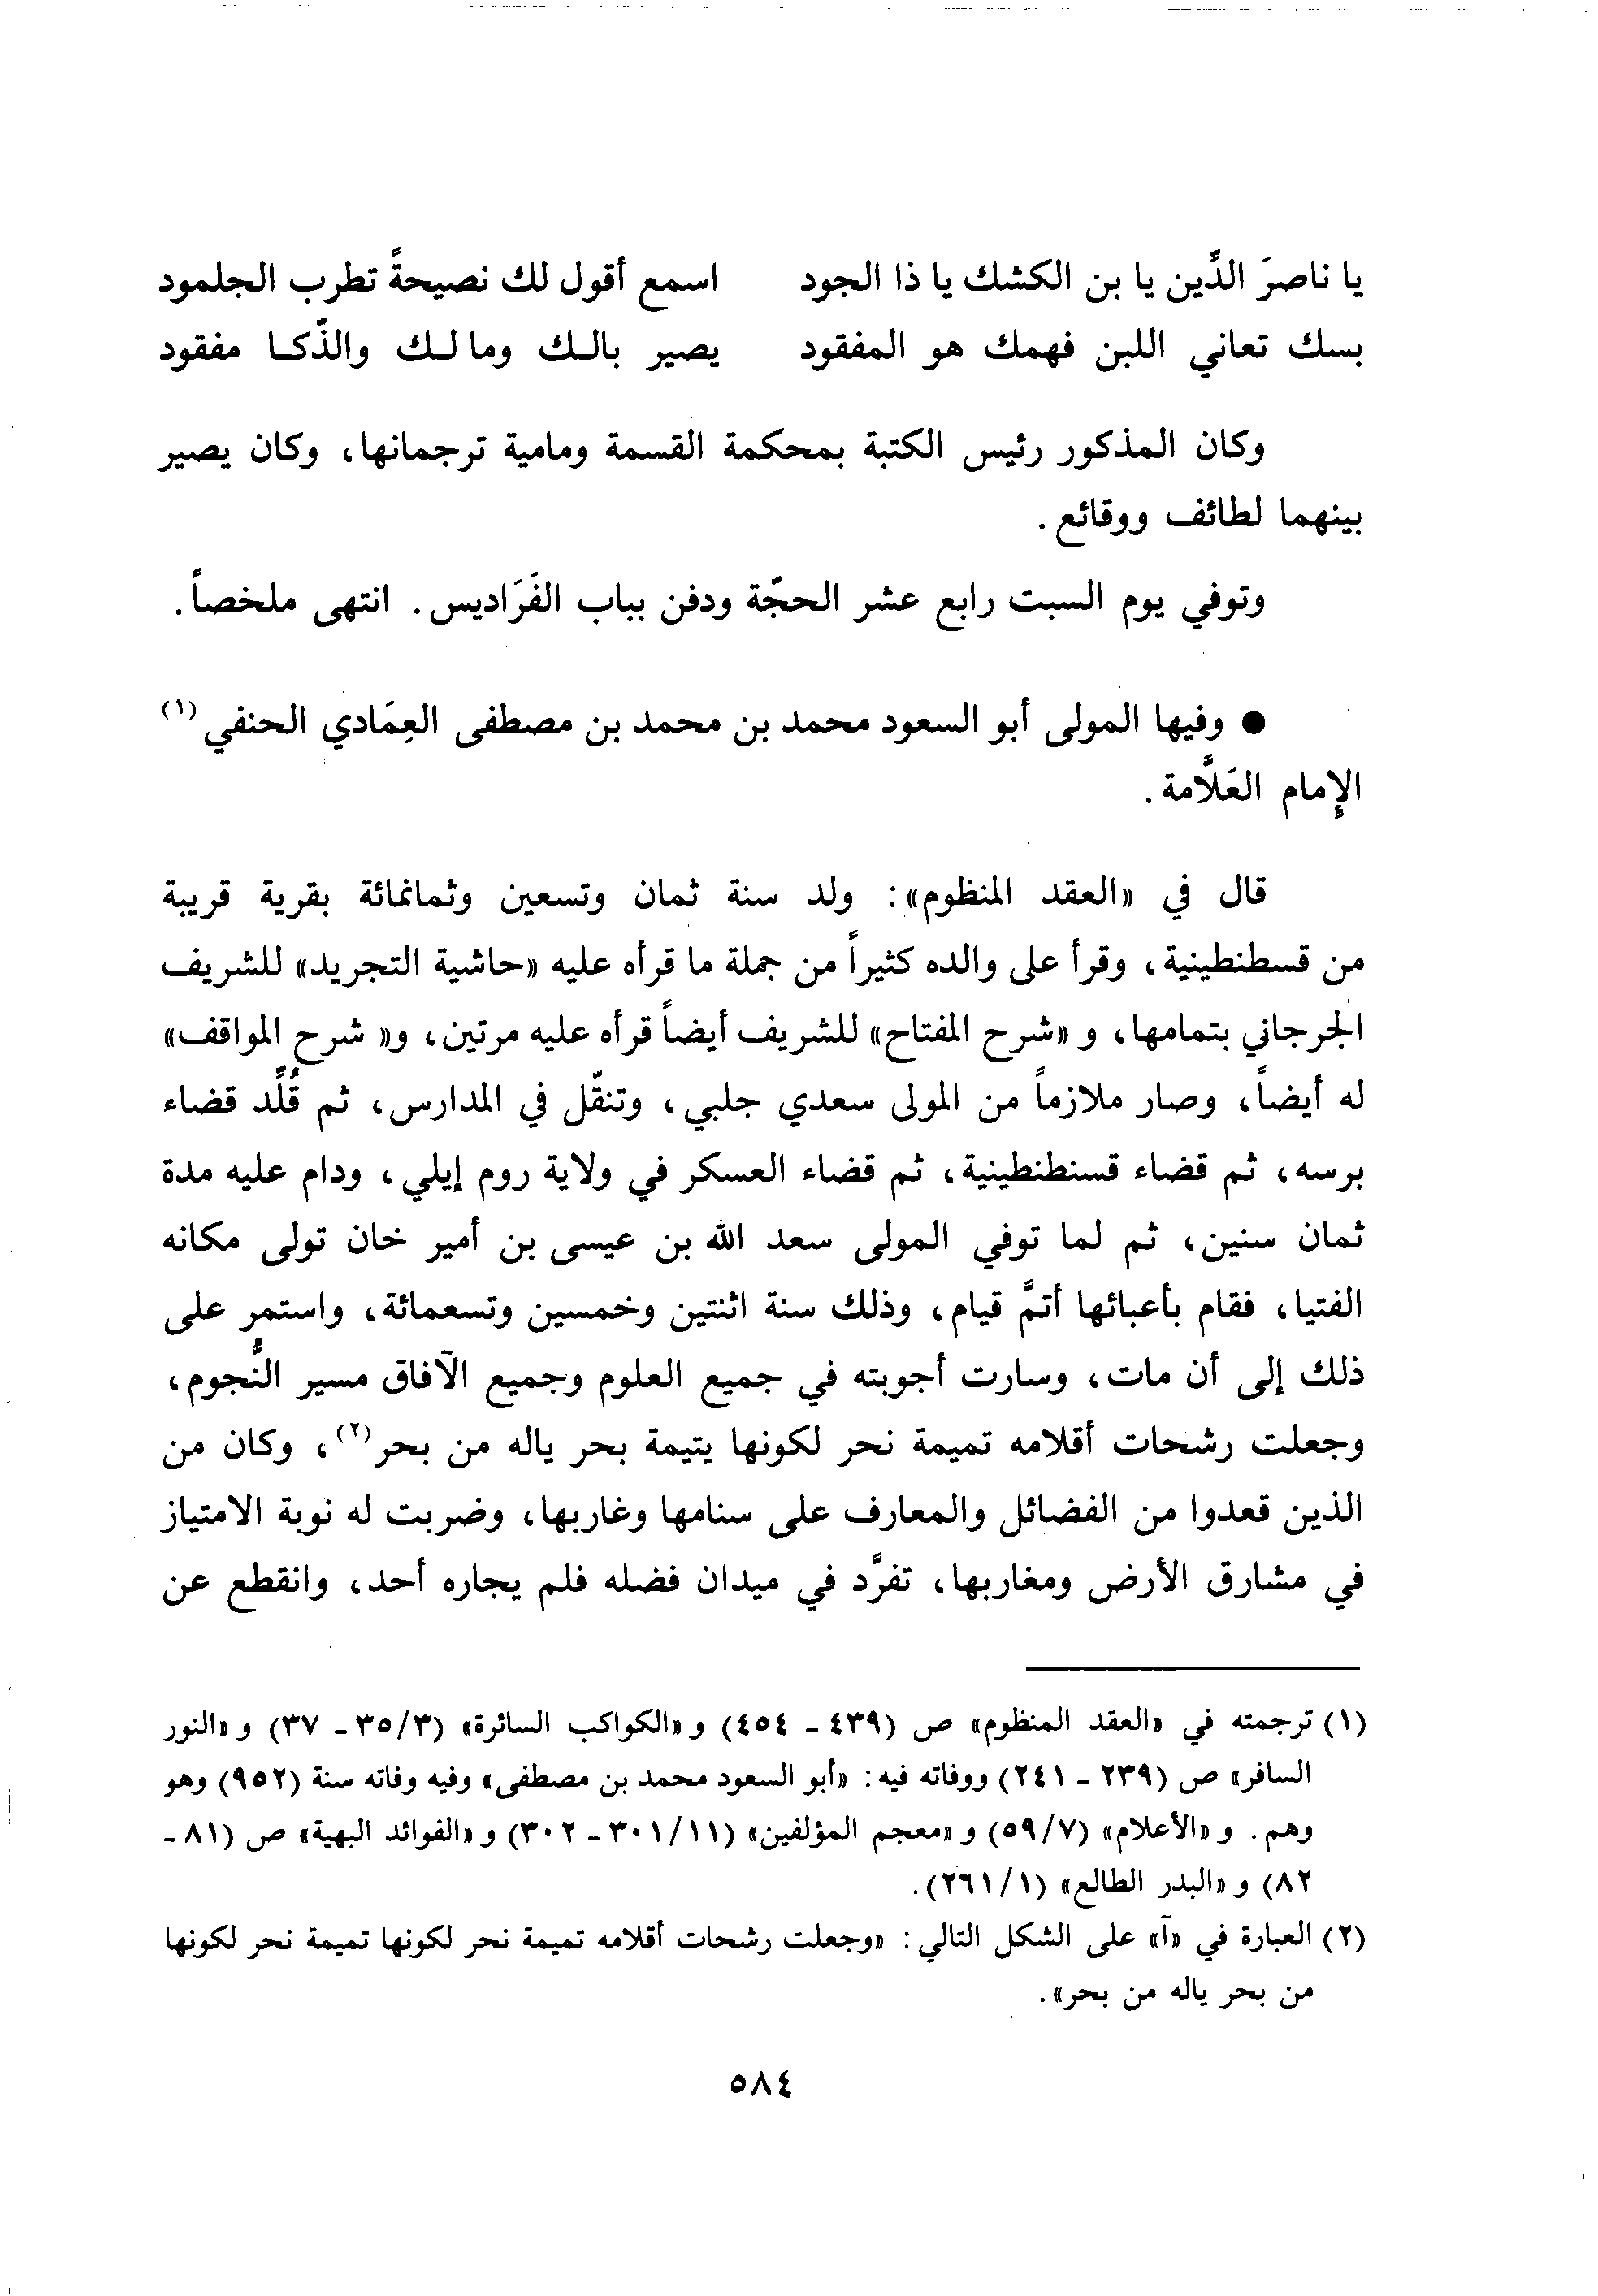 يا ناصرَ الدِّين يا بن الكشك يا ذا الجود اسمع أقول لك نصيحةً تطرب الجلمود
بسك تعاني اللبن فهمك هو المفقود يصير بالك ومالك والذّكا مفقود
وكان المذكور رئيس الكتبة بمحكمة القسمة ومامية ترجمانها، وكان يصير
بينهما لطائف ووقائع.
وتوفي يوم السبت رابع عشر الحجّة ودفن بباب الفَرَاديس. انتهى ملخصاً.
● وفيها المولى أبو السعود محمد بن محمد بن مصطفى العِمَادي الحنفي (١)
الإِمام العَلَّامة.
قال في «العقد المنظوم»: ولد سنة ثمان وتسعين وثمانمائة بقرية قريبة
من قسطنطينية، وقرأ على والده كثيراً من جملة ما قرأه عليه «حاشية التجريد» للشريف
الجرجاني بتمامها، و «شرح المفتاح» للشريف أيضاً قرأه عليه مرتين، و« شرح المواقف»
له أيضاً، وصار ملازماً من المولى سعدي جلبي، وتنقّل في المدارس، ثم قُلِّد قضاء
برسه، ثم قضاء قسنطنطينية، ثم قضاء العسكر في ولاية روم إيلي، ودام عليه مدة
ثمان سنين، ثم لما توفي المولى سعد الله بن عيسى بن أمير خان تولى مكانه
الفتيا، فقام بأعبائها أتمَّ قيام، وذلك سنة اثنتين وخمسين وتسعمائة، واستمر على
ذلك إلى أن مات، وسارت أجوبته في جميع العلوم وجميع الآفاق مسير النُّجوم،
وجعلت رشحات أقلامه تميمة نحر لكونها يتيمة بحر ياله من بحر(٢)، وكان من
الذين قعدوا من الفضائل والمعارف على سنامها وغاربها، وضربت له نوبة الامتياز
في مشارق الأرض ومغاربها، تفرَّد في ميدان فضله فلم يجاره أحد، وانقطع عن
(١) ترجمته في «العقد المنظوم» ص (٤٣٩ - ٤٥٤) و «الكواكب السائرة» (٣/٣٥ - ٣٧) و «النور
السافر» ص (٢٣٩ - ٢٤١) ووفاته فيه: «أبو السعود محمد بن مصطفى» وفيه وفاته سنة (٩٥٢) وهو
وهم. و «الأعلام» (٧/٥٩) و «معجم المؤلفين» (١١/٣٠١ - ٣٠٢) و «الفوائد البهية» ص (٨١ -
٨٢) و «البدر الطالع» (١/٢٦١).
(٢) العبارة في «آ» على الشكل التالي: «وجعلت رشحات أقلامه تميمة نحر لكونها تميمة نحر لكونها
من بحر ياله من بحر».
٥٨٤